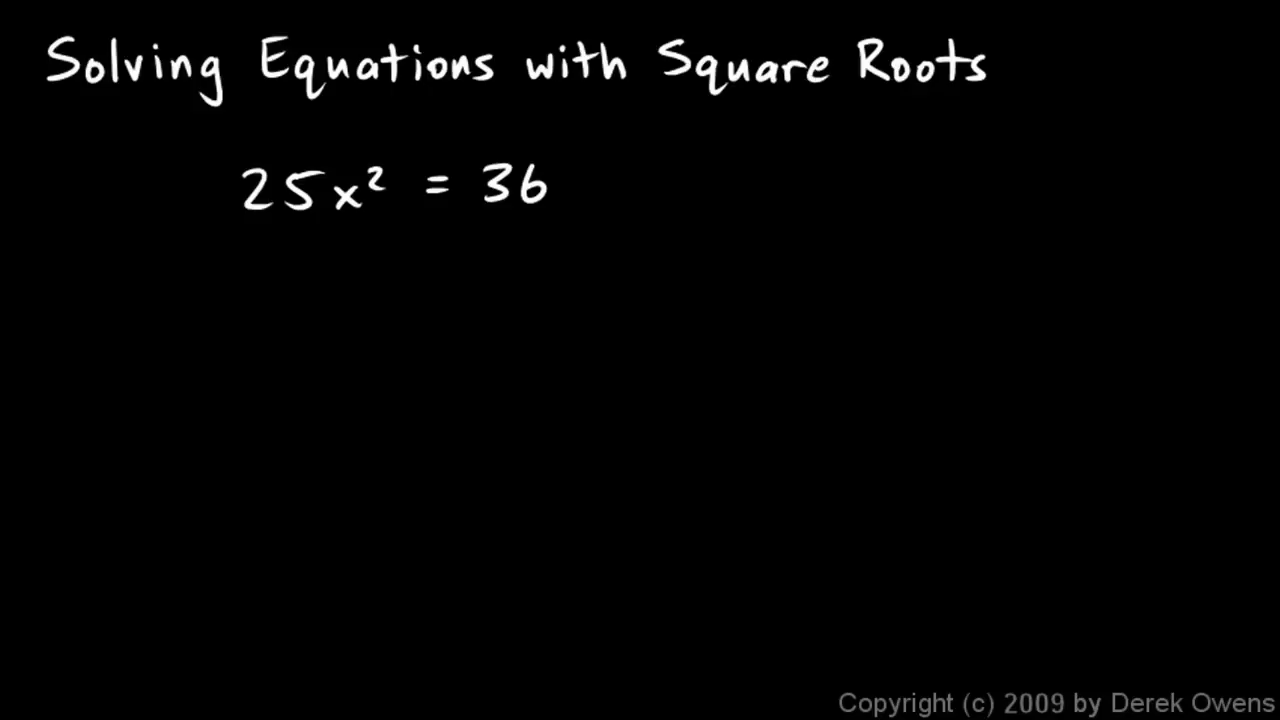 Solving Equations with Square Roots
25x² = 36
Copyright (c) 2009 by Derek Owens